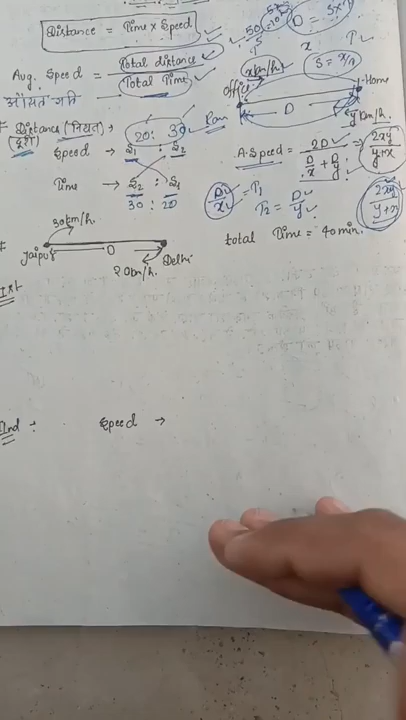 Distance = Time × Speed
Avg. Speed = Total distance / Total Time
औसत गति
Distance (नियत)
दूरी
20 : 30
Ram
Speed → S₁ : S₂
Time → S₂ : S₁
30 : 20
D = S×T
S = x/T
x km/h
Office
Home
D
y km/h.
A.Speed = 2D / (D/x + D/y) = 2xy / (y+x)
D/x = T₁
T₂ = D/y
2xy / (y+x)
30km/h.
Jaipur
D
Delhi
20km/h.
total Time = 40 min.
Ist
IInd :
Speed →